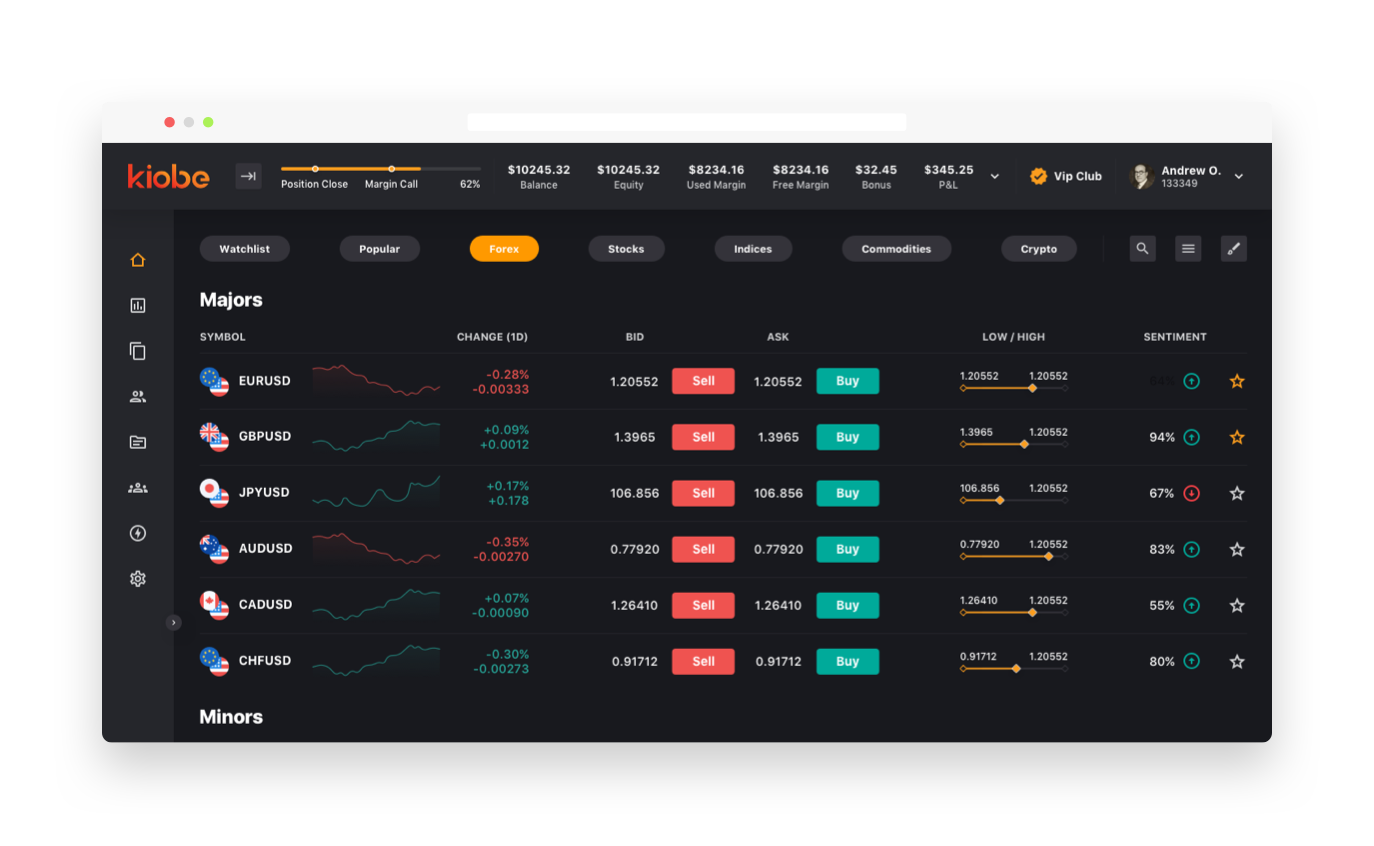 kiobe
Position Close Margin Call 62%
$10245.32 $10245.32 $8234.16 $8234.16 $32.45 $345.25
Balance Equity Used Margin Free Margin Bonus P&L
Vip Club
Andrew O.
133349
Watchlist Popular Forex Stocks Indices Commodities Crypto
Majors
SYMBOL CHANGE (1D) BID ASK LOW / HIGH SENTIMENT
EURUSD -0.28% 1.20552 Sell 1.20552 Buy 1.20552 1.20552
-0.00333
GBPUSD +0.09% 1.3965 Sell 1.3965 Buy 1.3965 1.20552 94%
+0.0012
JPYUSD +0.17% 106.856 Sell 106.856 Buy 106.856 1.20552 67%
+0.178
AUDUSD -0.35% 0.77920 Sell 0.77920 Buy 0.77920 1.20552 83%
-0.00270
CADUSD +0.07% 1.26410 Sell 1.26410 Buy 1.26410 1.20552 55%
-0.00090
CHFUSD -0.30% 0.91712 Sell 0.91712 Buy 0.91712 1.20552 80%
-0.00273
Minors